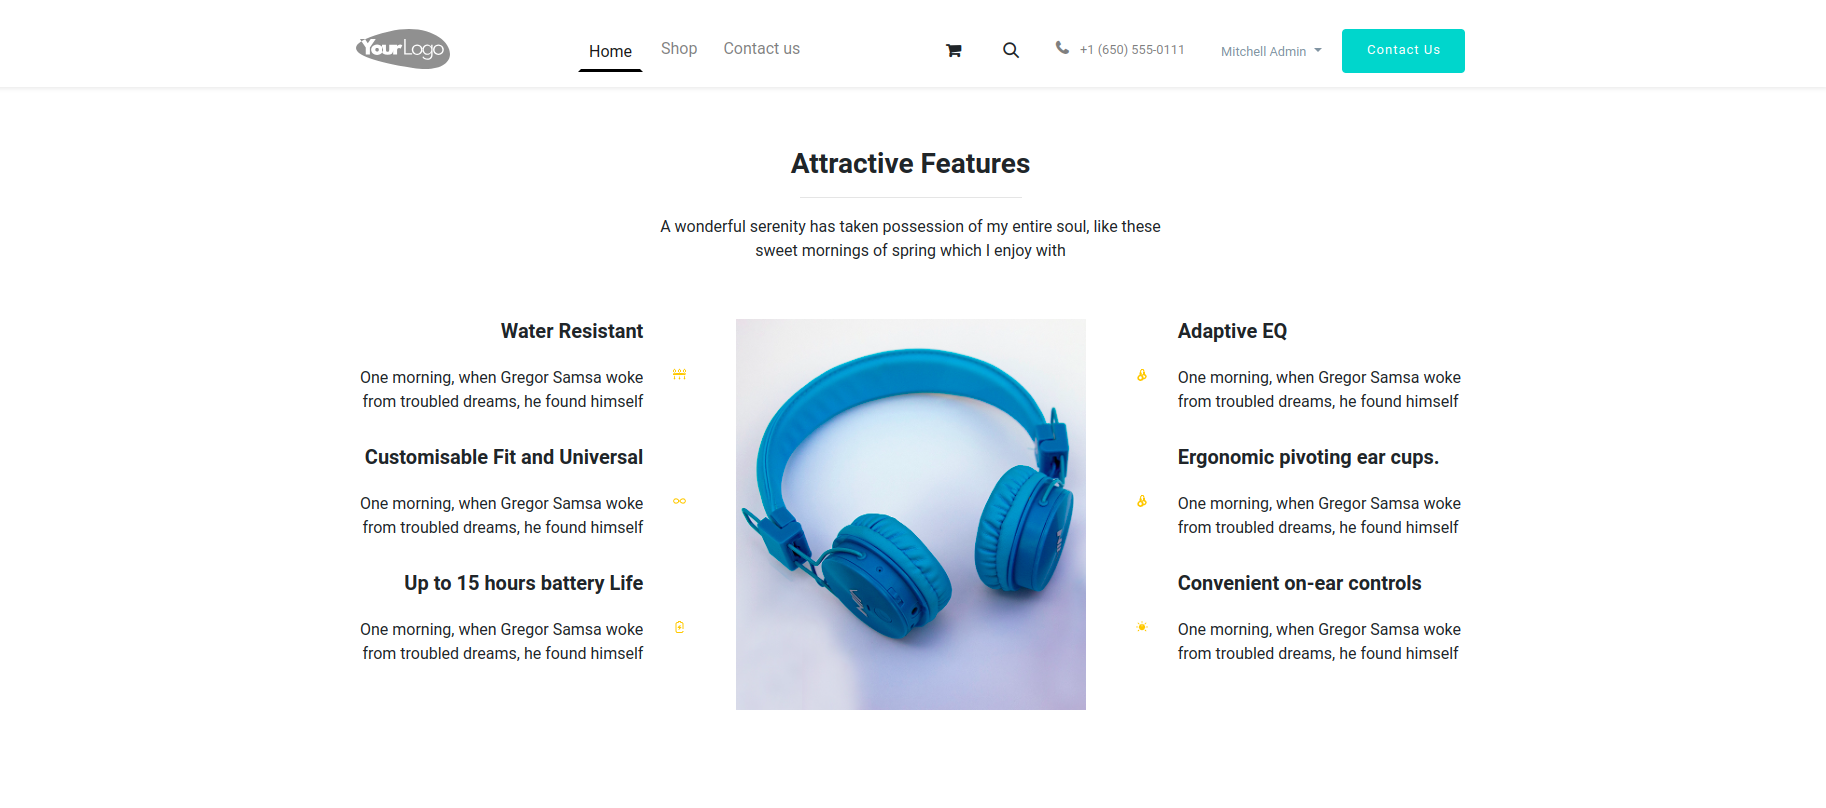 YourLogo
Home
Shop
Contact us
+1 (650) 555-0111
Mitchell Admin
Contact Us
Attractive Features
A wonderful serenity has taken possession of my entire soul, like these
sweet mornings of spring which I enjoy with
Water Resistant
One morning, when Gregor Samsa woke
from troubled dreams, he found himself
Customisable Fit and Universal
One morning, when Gregor Samsa woke
from troubled dreams, he found himself
Up to 15 hours battery Life
One morning, when Gregor Samsa woke
from troubled dreams, he found himself
Adaptive EQ
One morning, when Gregor Samsa woke
from troubled dreams, he found himself
Ergonomic pivoting ear cups.
One morning, when Gregor Samsa woke
from troubled dreams, he found himself
Convenient on-ear controls
One morning, when Gregor Samsa woke
from troubled dreams, he found himself